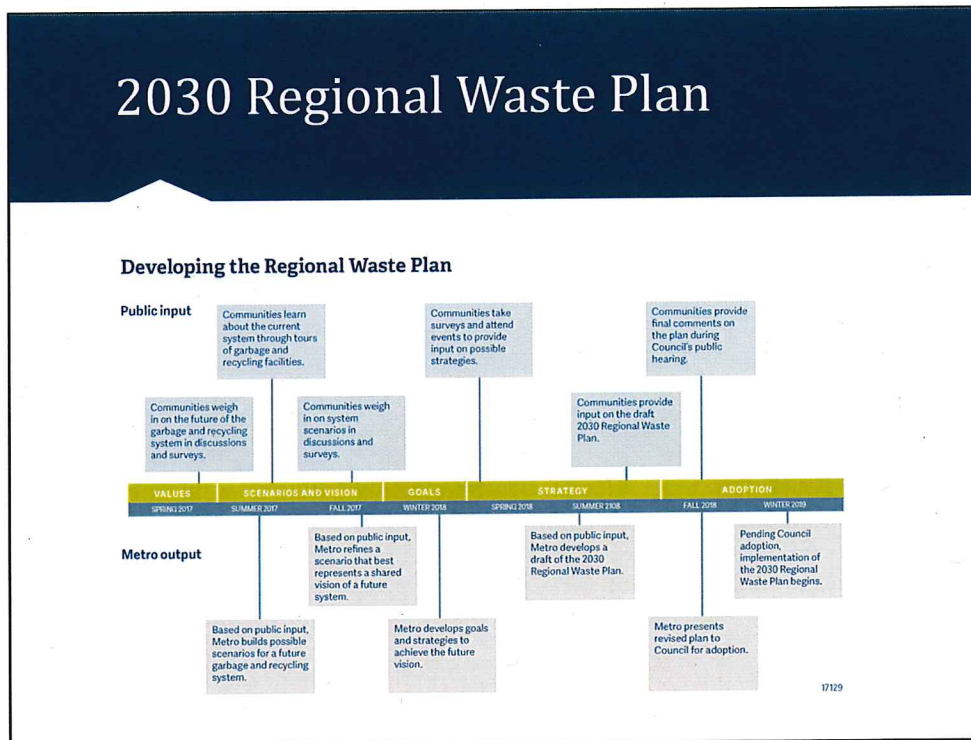 2030 Regional Waste Plan
Developing the Regional Waste Plan
Public input
Communities learn
about the current
system through tours
of garbage and
recycling facilities.
Communities take
surveys and attend
events to provide
input on possible
strategies.
Communities provide
final comments on
the plan during
Council's public
hearing.
Communities weigh
in on the future of the
garbage and recycling
system in discussions
and surveys.
Communities weigh
in on system
scenarios in
discussions and
surveys.
Communities provide
input on the draft
2030 Regional Waste
Plan.
VALUES SCENARIOS AND VISION GOALS STRATEGY ADOPTION
SPRING 2017 SUMMER 2017 FALL 2017 WINTER 2018 SPRING 2018 SUMMER 2108 FALL 2018 WINTER 2019
Metro output
Based on public input,
Metro refines a
scenario that best
represents a shared
vision of a future
system.
Based on public input,
Metro develops a
draft of the 2030
Regional Waste Plan.
Pending Council
adoption,
implementation of
the 2030 Regional
Waste Plan begins.
Based on public input,
Metro builds possible
scenarios for a future
garbage and recycling
system.
Metro develops goals
and strategies to
achieve the future
vision.
Metro presents
revised plan to
Council for adoption.
17129